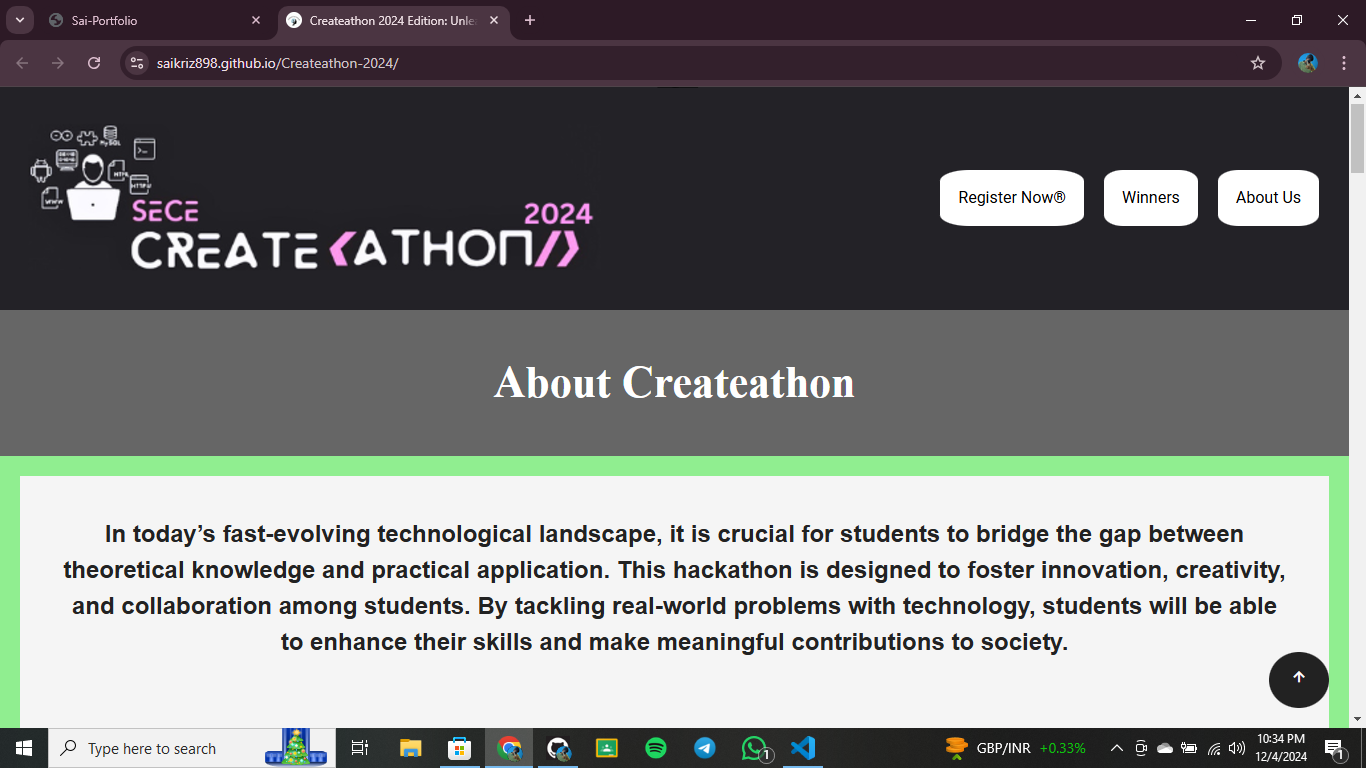 Sai-Portfolio
Createathon 2024 Edition: Unle
saikriz898.github.io/Createathon-2024/
MySQL
HTML
HTTP
WWW
SECE
2024
CREATE<ATHON/>
Register Now®
Winners
About Us
About Createathon
In today’s fast-evolving technological landscape, it is crucial for students to bridge the gap between
theoretical knowledge and practical application. This hackathon is designed to foster innovation, creativity,
and collaboration among students. By tackling real-world problems with technology, students will be able
to enhance their skills and make meaningful contributions to society.
Type here to search
1
GBP/INR +0.33%
10:34 PM
12/4/2024
1